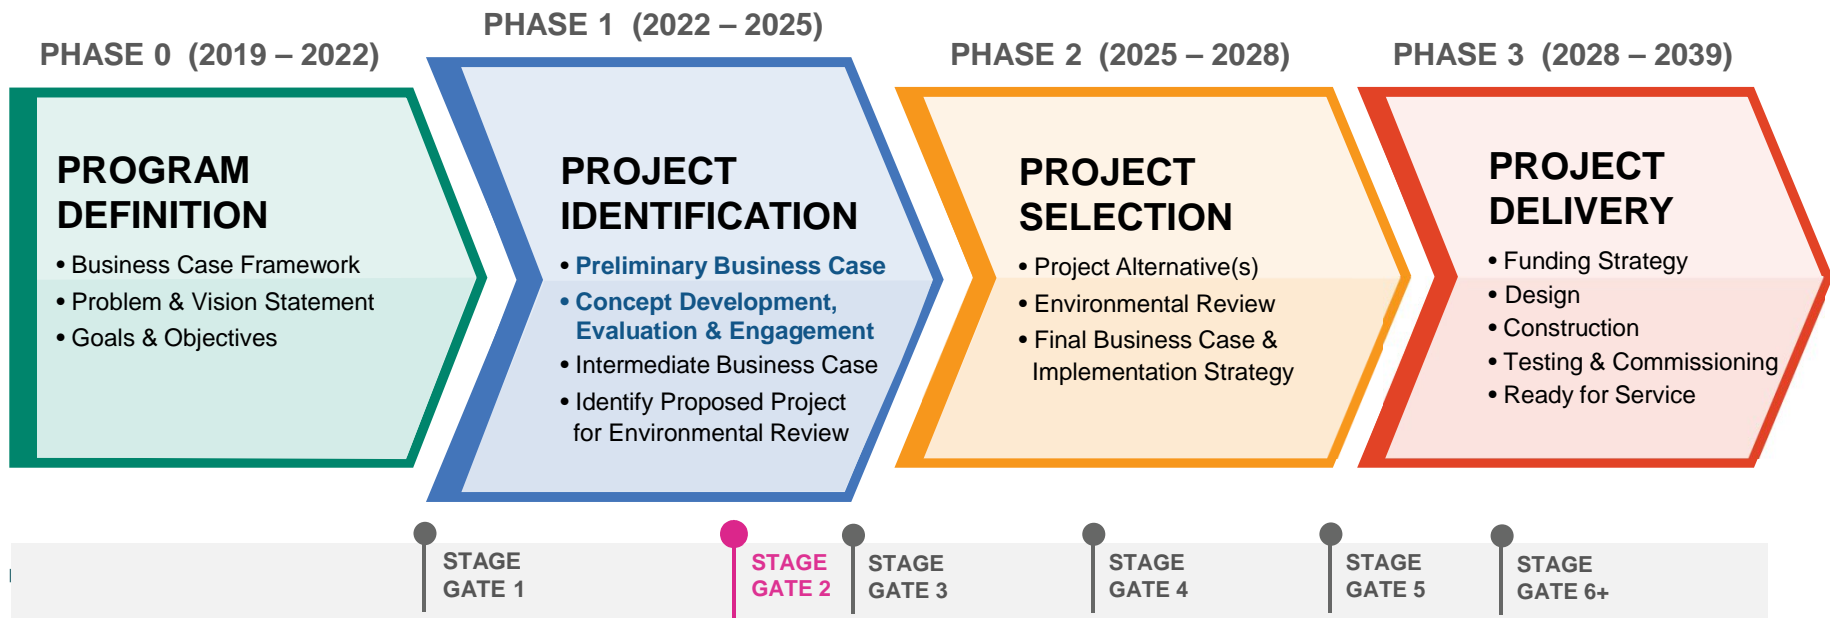 PHASE 0 (2019 – 2022)
PROGRAM
DEFINITION
• Business Case Framework
• Problem & Vision Statement
• Goals & Objectives
PHASE 1 (2022 – 2025)
PROJECT
IDENTIFICATION
• Preliminary Business Case
• Concept Development,
Evaluation & Engagement
• Intermediate Business Case
• Identify Proposed Project
for Environmental Review
PHASE 2 (2025 – 2028)
PROJECT
SELECTION
• Project Alternative(s)
• Environmental Review
• Final Business Case &
Implementation Strategy
PHASE 3 (2028 – 2039)
PROJECT
DELIVERY
• Funding Strategy
• Design
• Construction
• Testing & Commissioning
• Ready for Service
STAGE
GATE 1
STAGE
GATE 2
STAGE
GATE 3
STAGE
GATE 4
STAGE
GATE 5
STAGE
GATE 6+